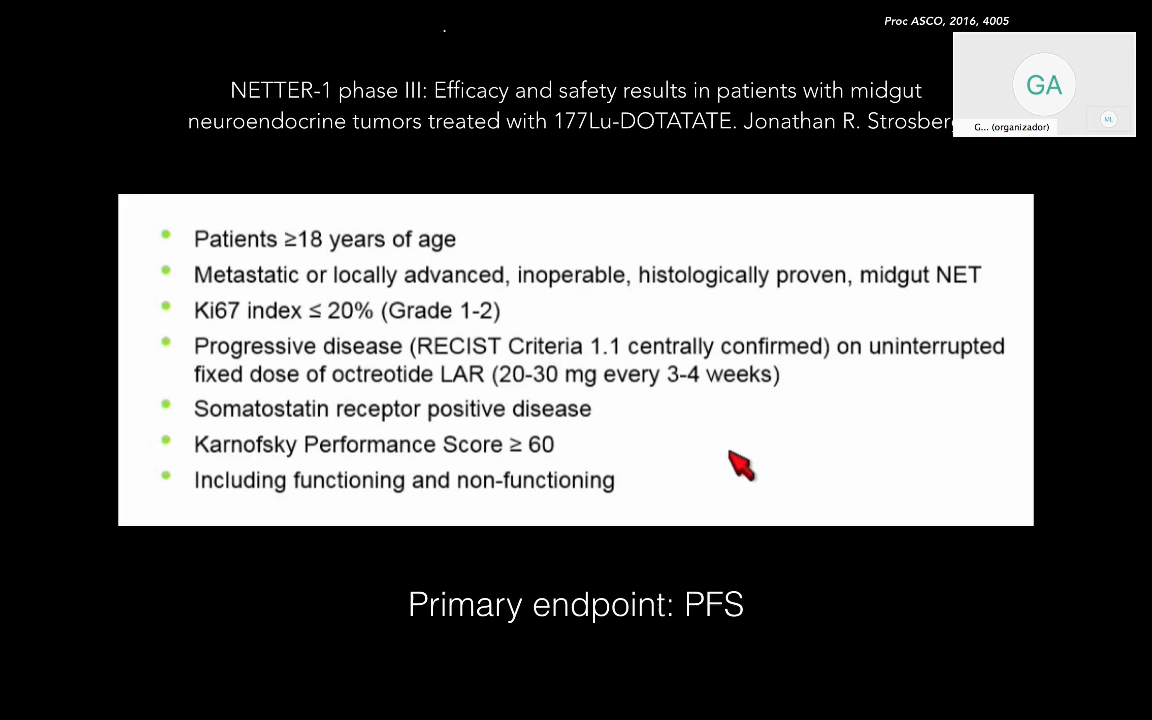 Proc ASCO, 2016, 4005
NETTER-1 phase III: Efficacy and safety results in patients with midgut
neuroendocrine tumors treated with 177Lu-DOTATATE. Jonathan R. Strosberg
GA
G... (organizador)
ML
• Patients ≥18 years of age
• Metastatic or locally advanced, inoperable, histologically proven, midgut NET
• Ki67 index ≤ 20% (Grade 1-2)
• Progressive disease (RECIST Criteria 1.1 centrally confirmed) on uninterrupted
fixed dose of octreotide LAR (20-30 mg every 3-4 weeks)
• Somatostatin receptor positive disease
• Karnofsky Performance Score ≥ 60
• Including functioning and non-functioning
Primary endpoint: PFS